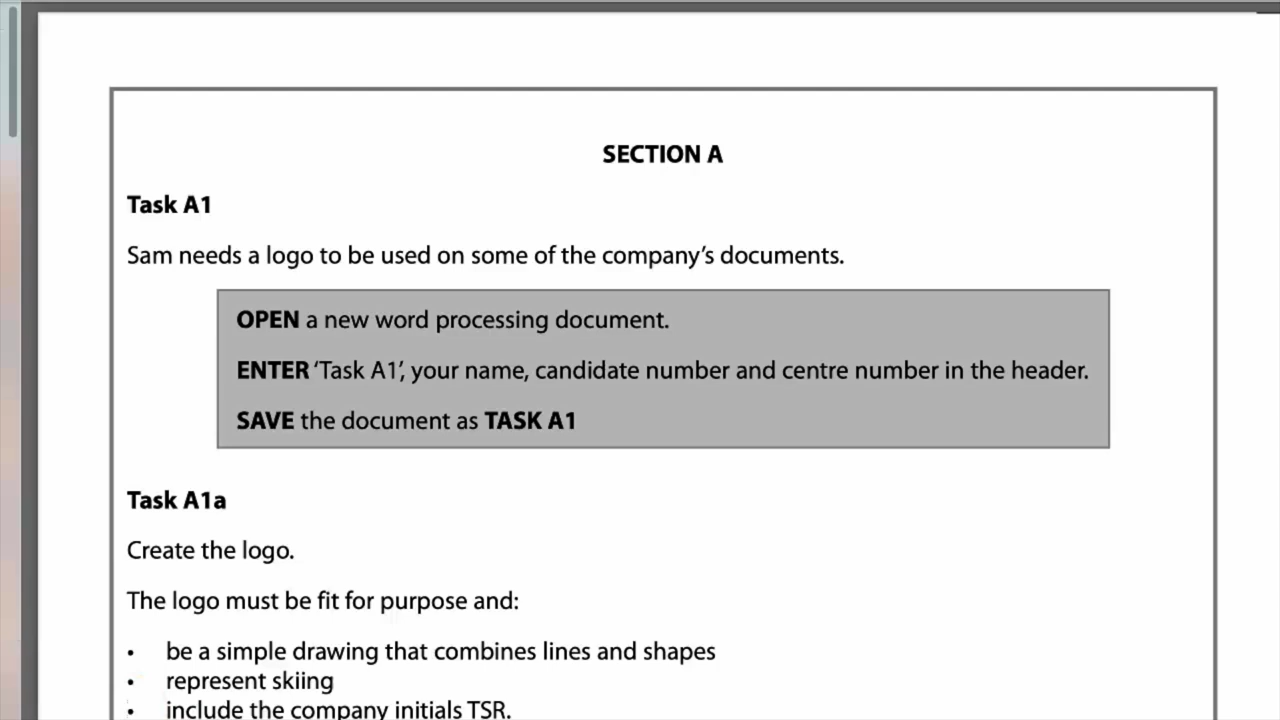 SECTION A
Task A1
Sam needs a logo to be used on some of the company’s documents.
OPEN a new word processing document.
ENTER ‘Task A1’, your name, candidate number and centre number in the header.
SAVE the document as TASK A1
Task A1a
Create the logo.
The logo must be fit for purpose and:
• be a simple drawing that combines lines and shapes
• represent skiing
• include the company initials TSR.